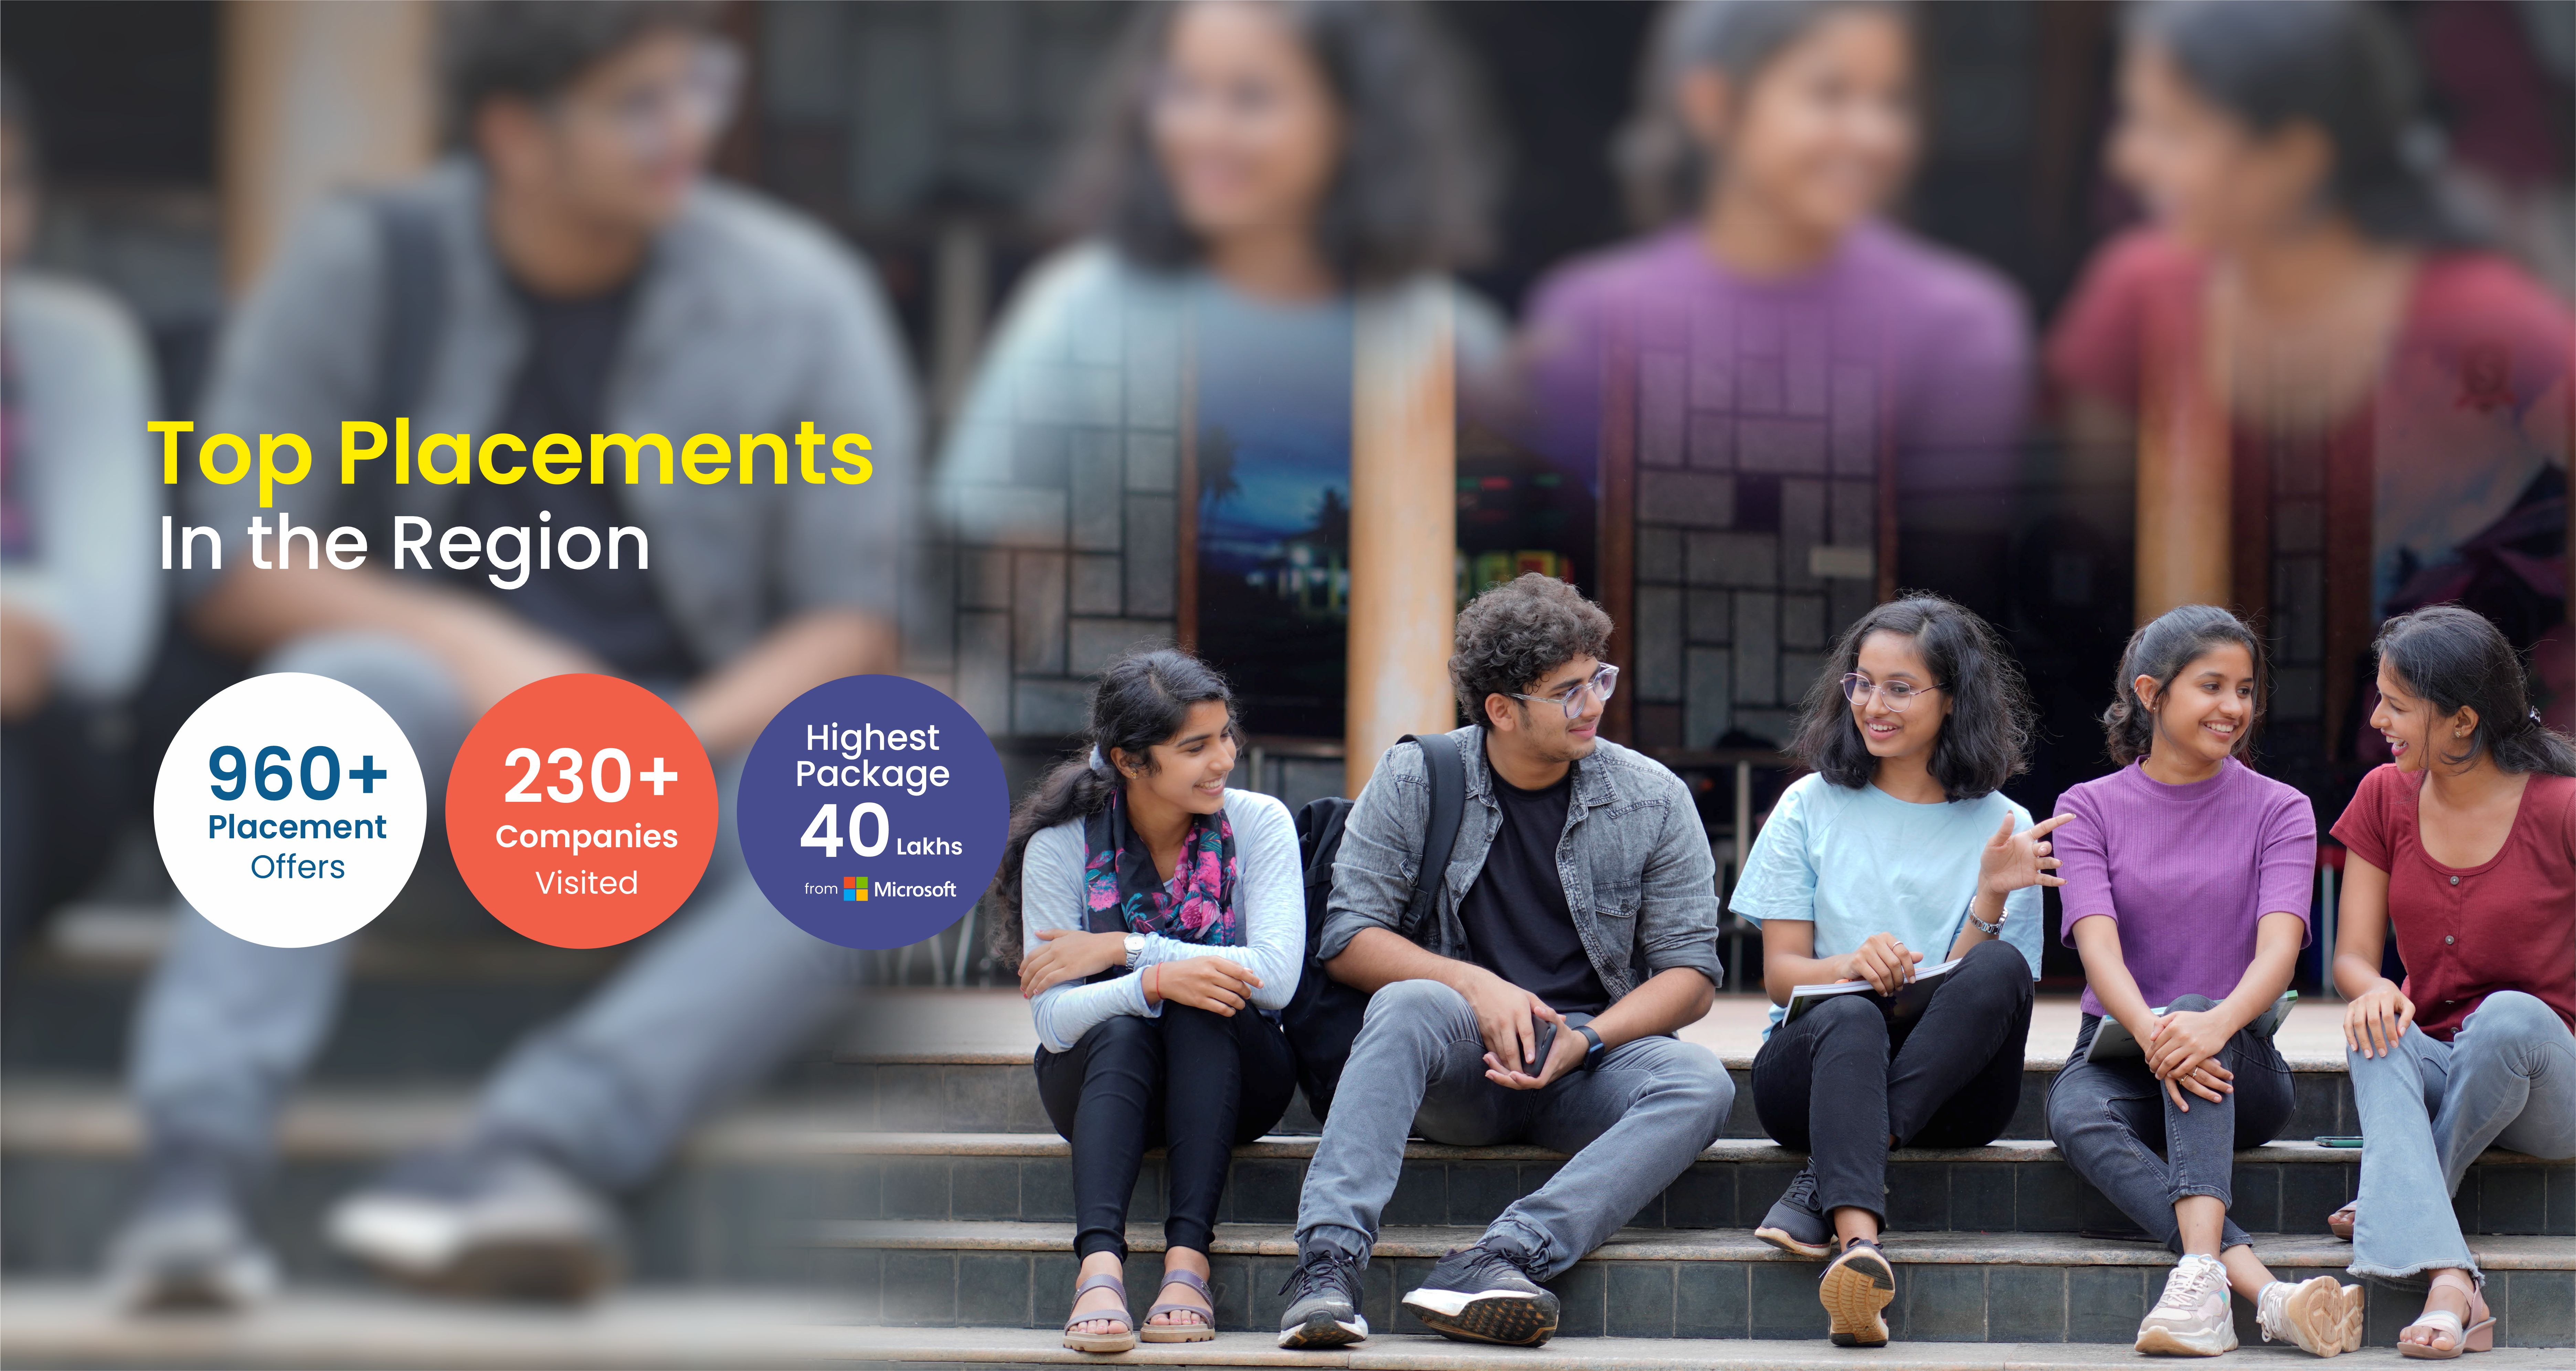 Top Placements
In the Region
960+
Placement
Offers
230+
Companies
Visited
Highest
Package
40 Lakhs
from Microsoft